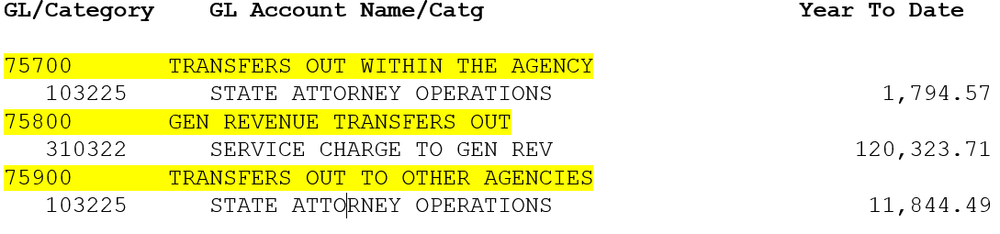 GL/Category GL Account Name/Catg Year To Date
75700 TRANSFERS OUT WITHIN THE AGENCY
103225 STATE ATTORNEY OPERATIONS 1,794.57
75800 GEN REVENUE TRANSFERS OUT
310322 SERVICE CHARGE TO GEN REV 120,323.71
75900 TRANSFERS OUT TO OTHER AGENCIES
103225 STATE ATTORNEY OPERATIONS 11,844.49